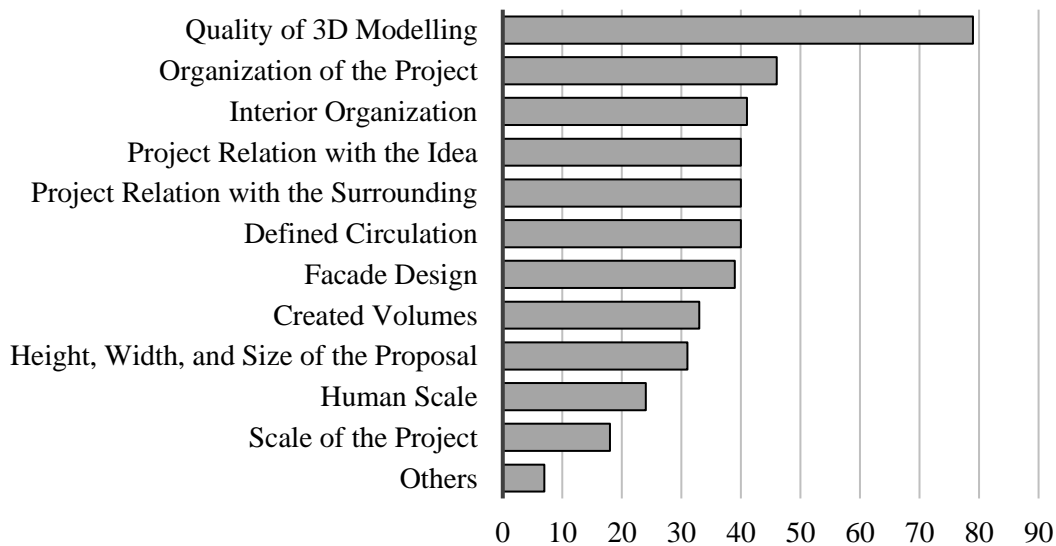 Quality of 3D Modelling
Organization of the Project
Interior Organization
Project Relation with the Idea
Project Relation with the Surrounding
Defined Circulation
Facade Design
Created Volumes
Height, Width, and Size of the Proposal
Human Scale
Scale of the Project
Others
0 10 20 30 40 50 60 70 80 90